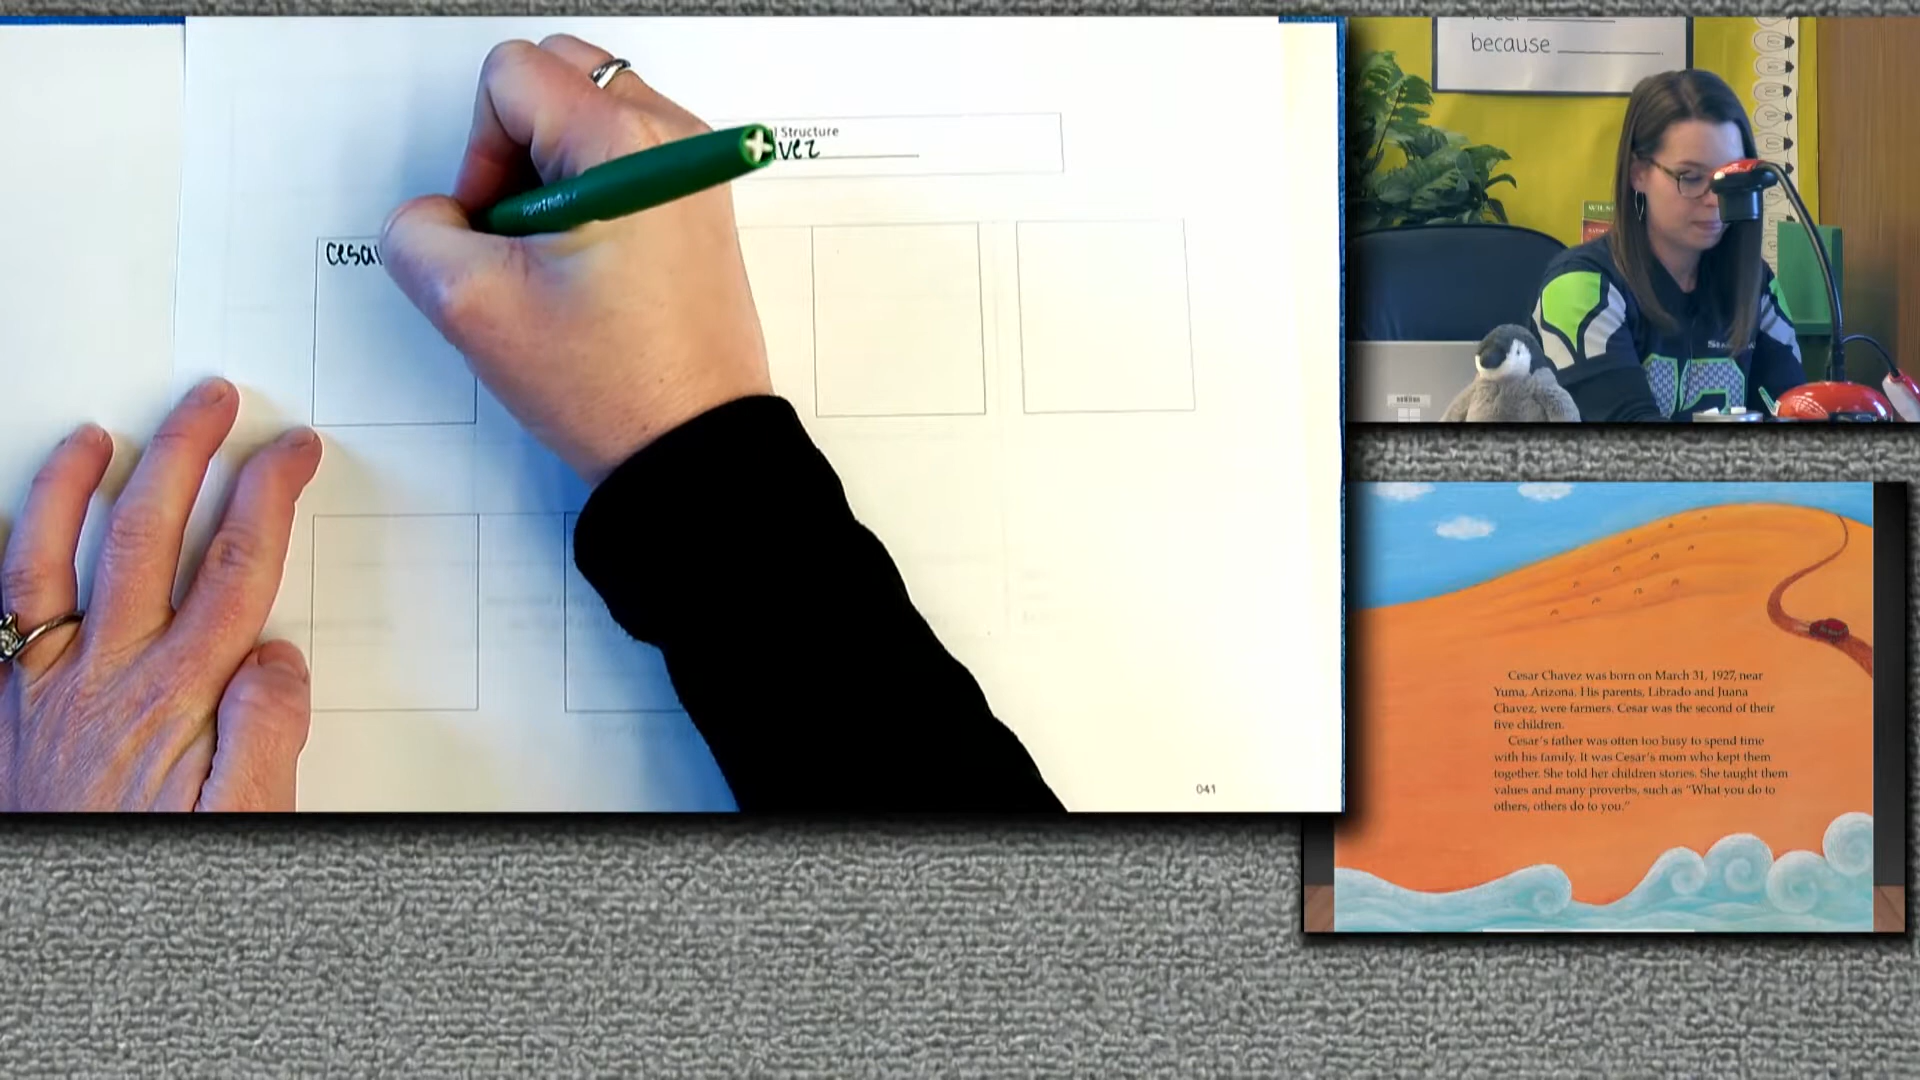 Structure
vez
cesar
041
because
Cesar Chavez was born on March 31, 1927, near
Yuma, Arizona. His parents, Librado and Juana
Chavez, were farmers. Cesar was the second of their
five children.
Cesar's father was often too busy to spend time
with his family. It was Cesar's mom who kept them
together. She told her children stories. She taught them
values and many proverbs, such as "What you do to
others, others do to you."